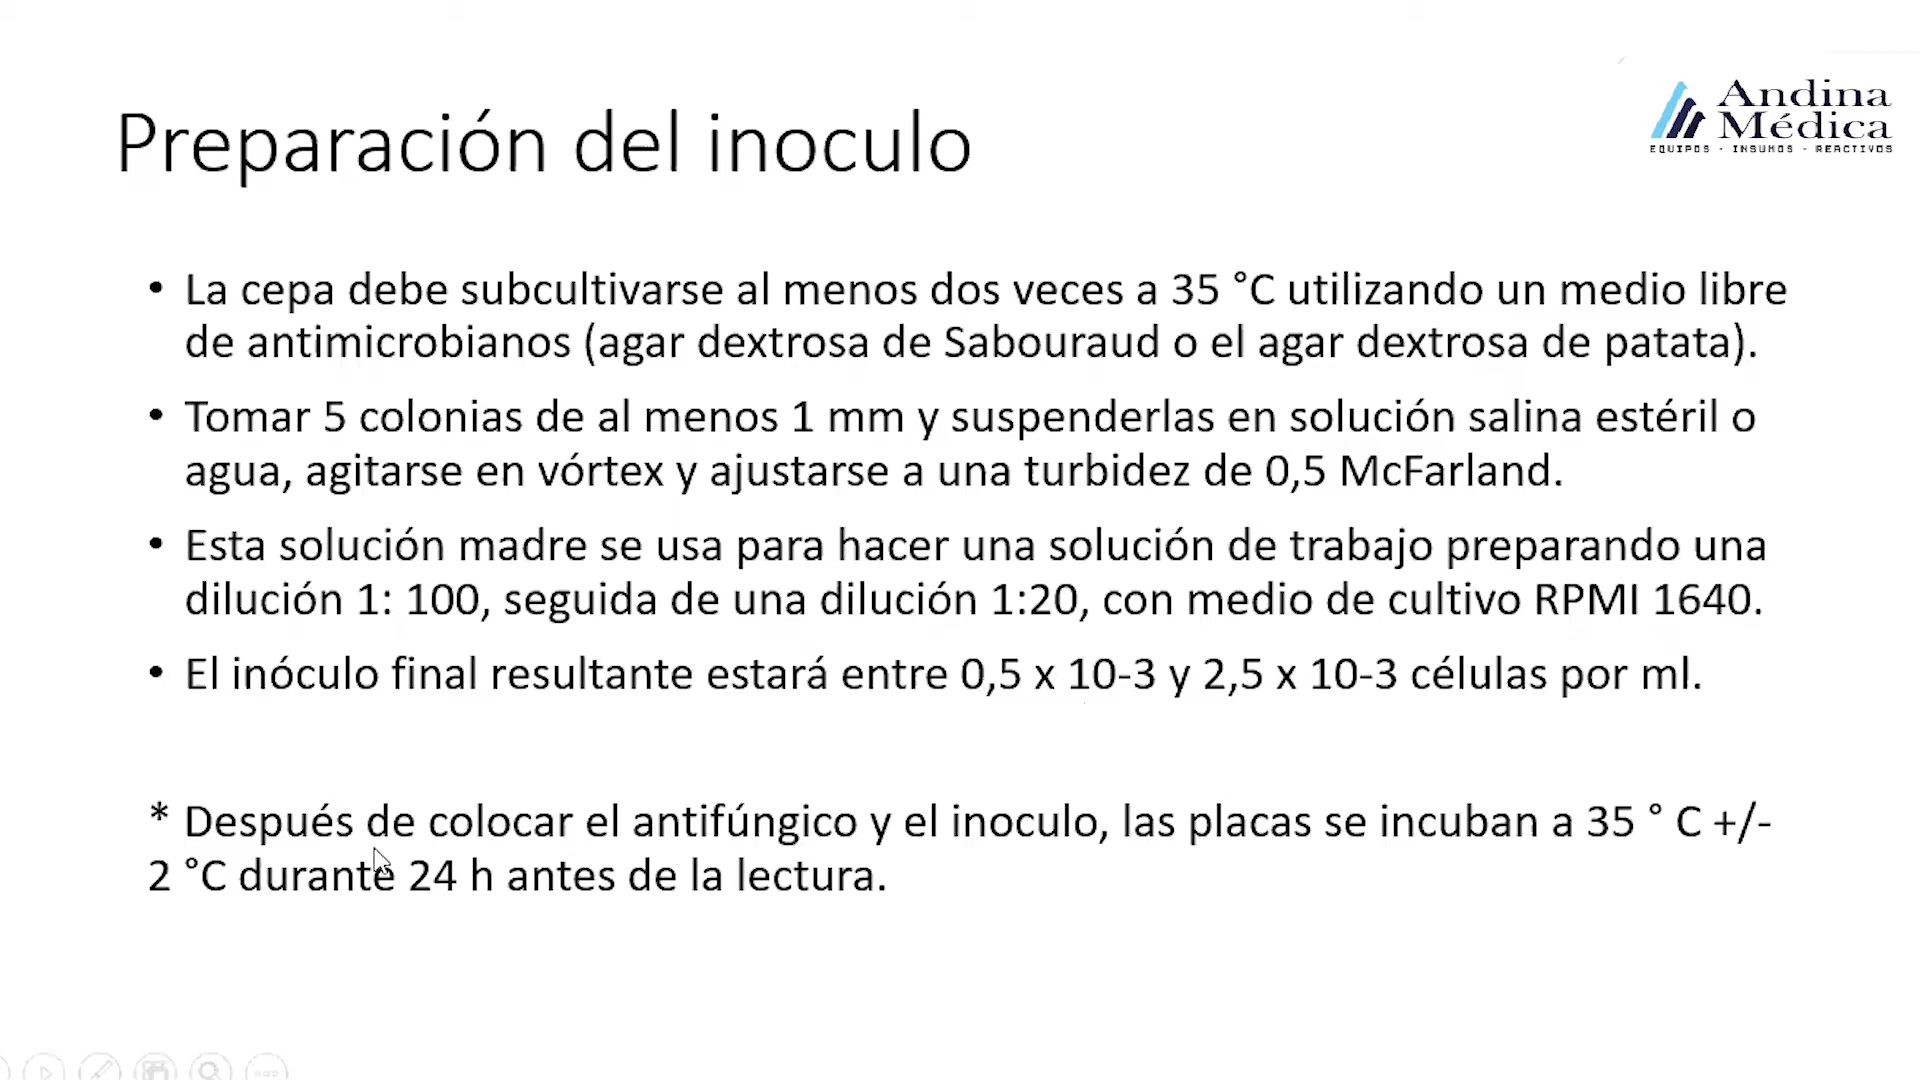 Andina
Médica
EQUIPOS - INSUMOS - REACTIVOS
Preparación del inoculo
• La cepa debe subcultivarse al menos dos veces a 35 °C utilizando un medio libre
de antimicrobianos (agar dextrosa de Sabouraud o el agar dextrosa de patata).
• Tomar 5 colonias de al menos 1 mm y suspenderlas en solución salina estéril o
agua, agitarse en vórtex y ajustarse a una turbidez de 0,5 McFarland.
• Esta solución madre se usa para hacer una solución de trabajo preparando una
dilución 1: 100, seguida de una dilución 1:20, con medio de cultivo RPMI 1640.
• El inóculo final resultante estará entre 0,5 x 10-3 y 2,5 x 10-3 células por ml.
* Después de colocar el antifúngico y el inoculo, las placas se incuban a 35 ° C +/-
2 °C durante 24 h antes de la lectura.